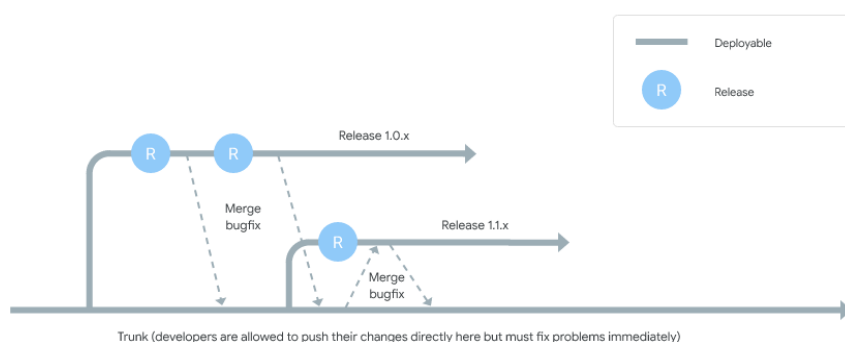 Deployable
R
Release
Release 1.0.x
R
R
Merge
bugfix
Release 1.1.x
R
Merge
bugfix
Trunk (developers are allowed to push their changes directly here but must fix problems immediately)